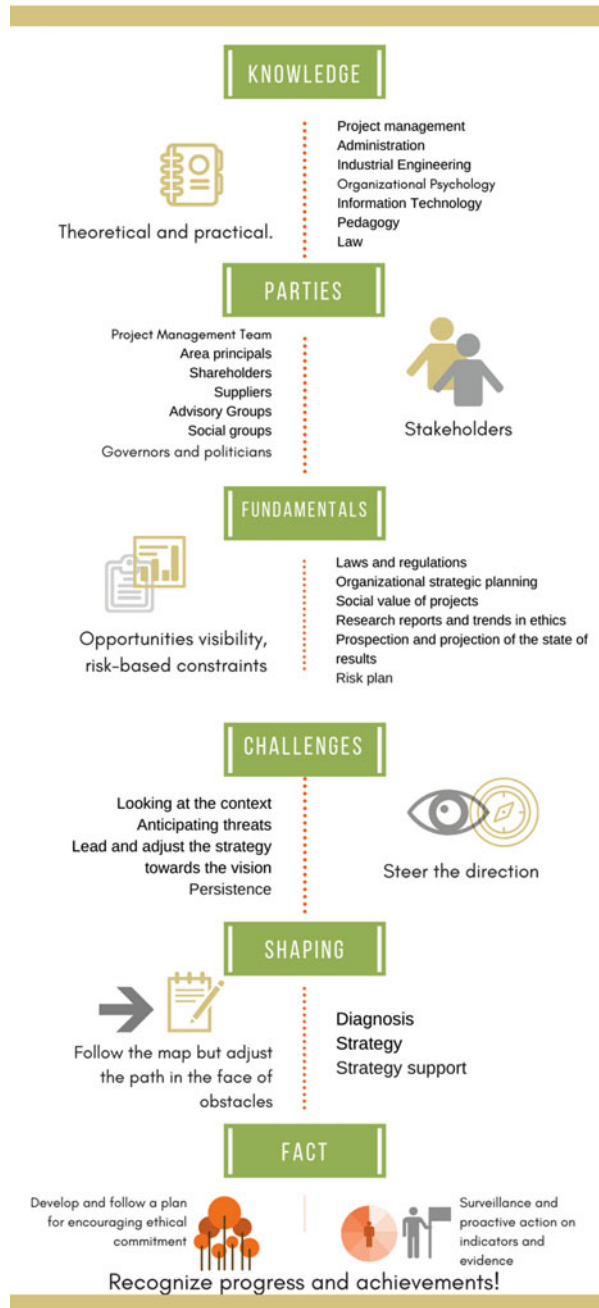 KNOWLEDGE
Project management
Administration
Industrial Engineering
Organizational Psychology
Information Technology
Pedagogy
Law
Theoretical and practical.
PARTIES
Project Management Team
Area principals
Shareholders
Suppliers
Advisory Groups
Social groups
Governors and politicians
Stakeholders
FUNDAMENTALS
Opportunities visibility,
risk-based constraints
Laws and regulations
Organizational strategic planning
Social value of projects
Research reports and trends in ethics
Prospection and projection of the state of
results
Risk plan
CHALLENGES
Looking at the context
Anticipating threats
Lead and adjust the strategy
towards the vision
Persistence
Steer the direction
SHAPING
Follow the map but adjust
the path in the face of
obstacles
Diagnosis
Strategy
Strategy support
FACT
Develop and follow a plan
for encouraging ethical
commitment
Surveillance and
proactive action on
indicators and
evidence
Recognize progress and achievements!